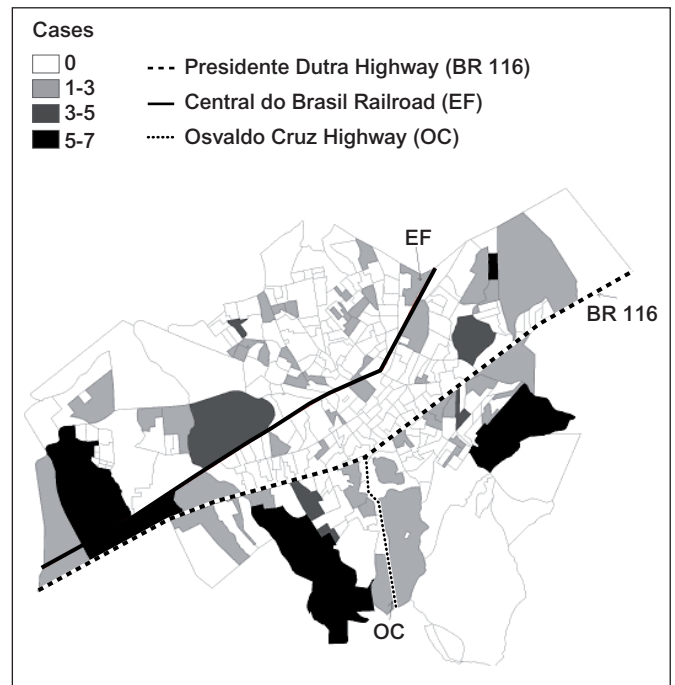 Cases
0
1-3
3-5
5-7
Presidente Dutra Highway (BR 116)
Central do Brasil Railroad (EF)
Osvaldo Cruz Highway (OC)
EF
BR 116
OC